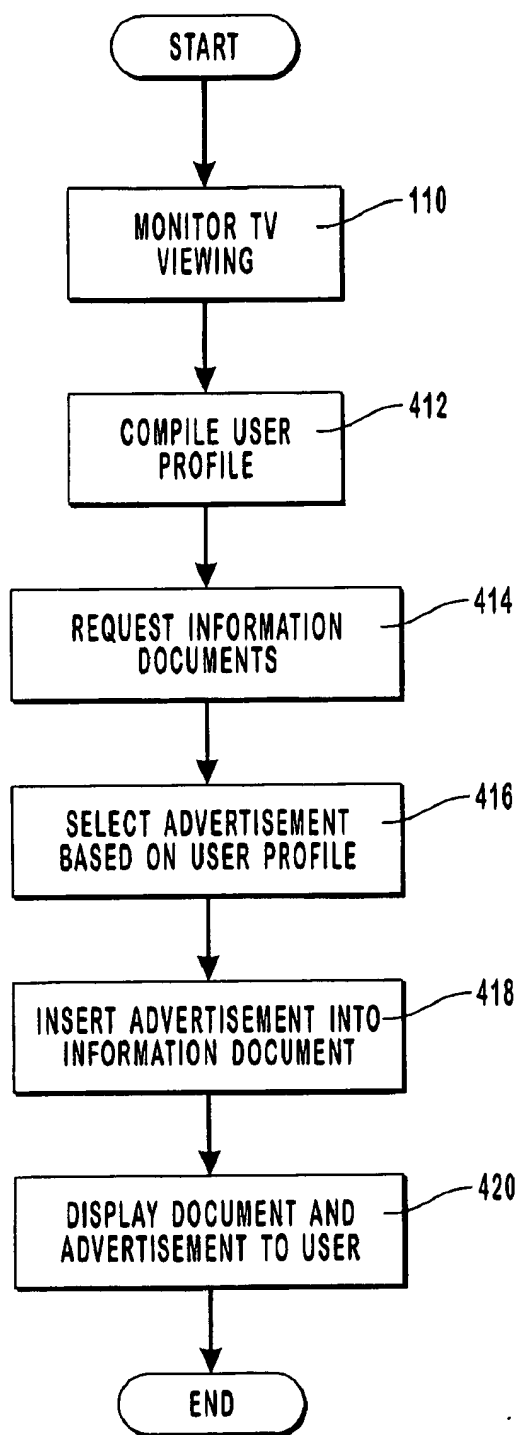 START
MONITOR TV
VIEWING
110
COMPILE USER
PROFILE
412
REQUEST INFORMATION
DOCUMENTS
414
SELECT ADVERTISEMENT
BASED ON USER PROFILE
416
INSERT ADVERTISEMENT INTO
INFORMATION DOCUMENT
418
DISPLAY DOCUMENT AND
ADVERTISEMENT TO USER
420
END